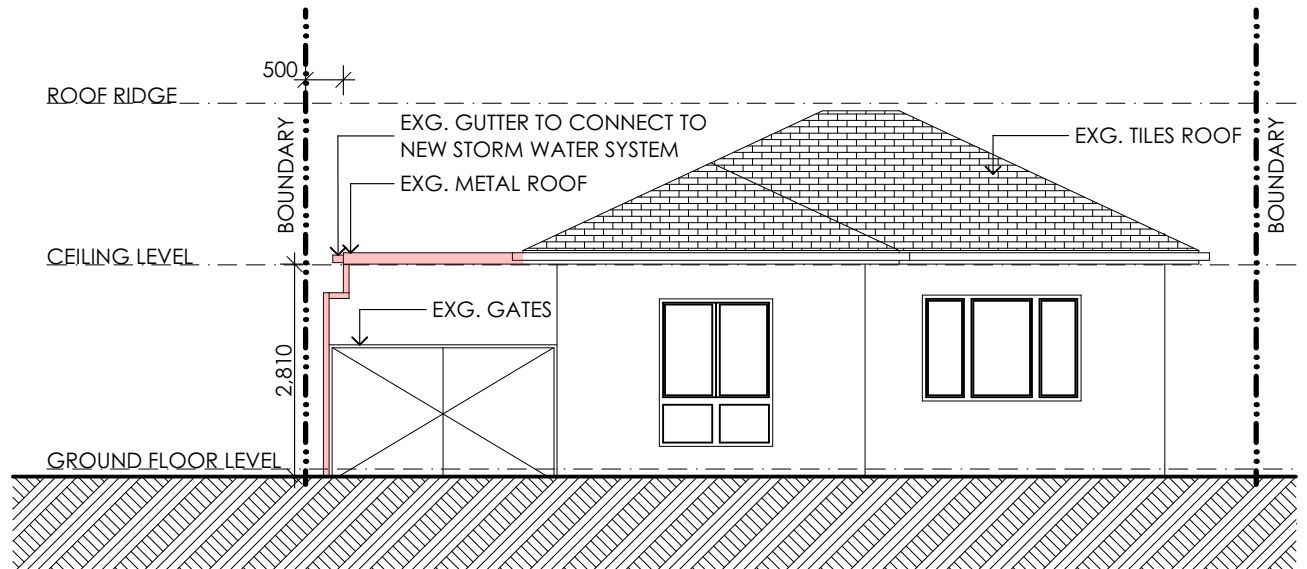 500
ROOF RIDGE
BOUNDARY
EXG. GUTTER TO CONNECT TO
NEW STORM WATER SYSTEM
EXG. METAL ROOF
EXG. TILES ROOF
BOUNDARY
CEILING LEVEL
EXG. GATES
2,810
GROUND FLOOR LEVEL